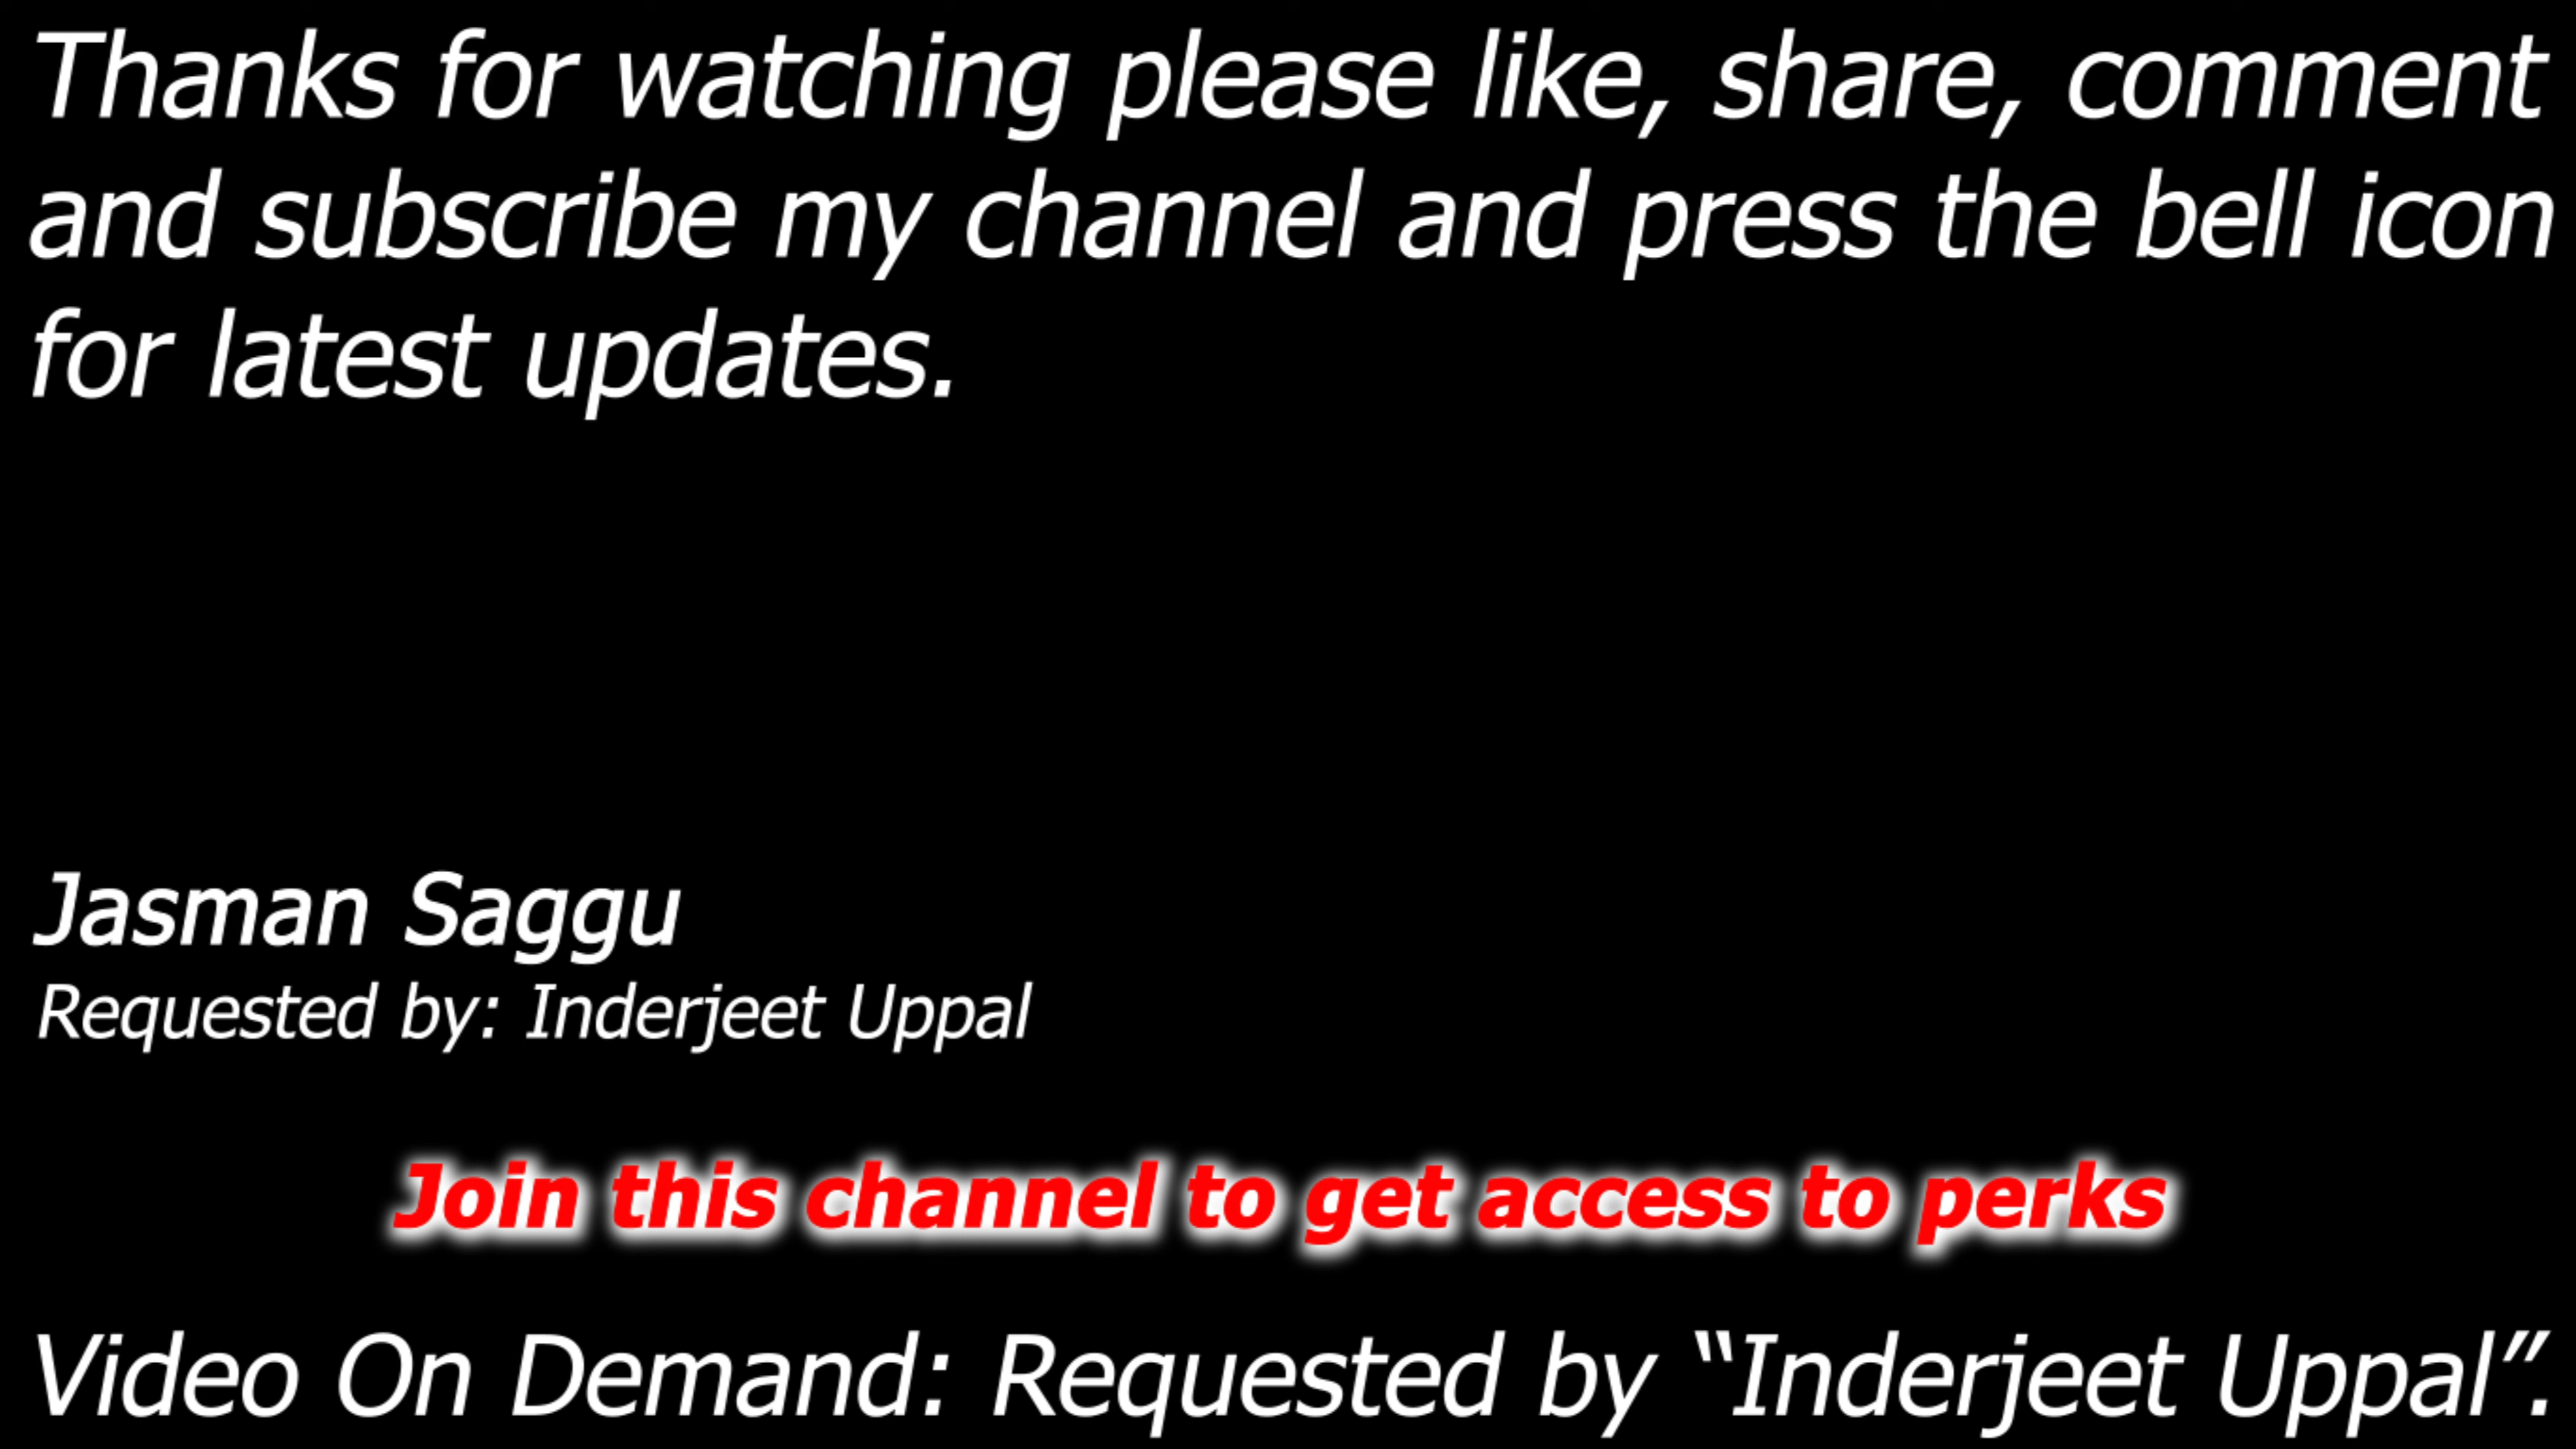 Thanks for watching please like, share, comment
and subscribe my channel and press the bell icon
for latest updates.
Jasman Saggu
Requested by: Inderjeet Uppal
Join this channel to get access to perks
Video On Demand: Requested by “Inderjeet Uppal”.